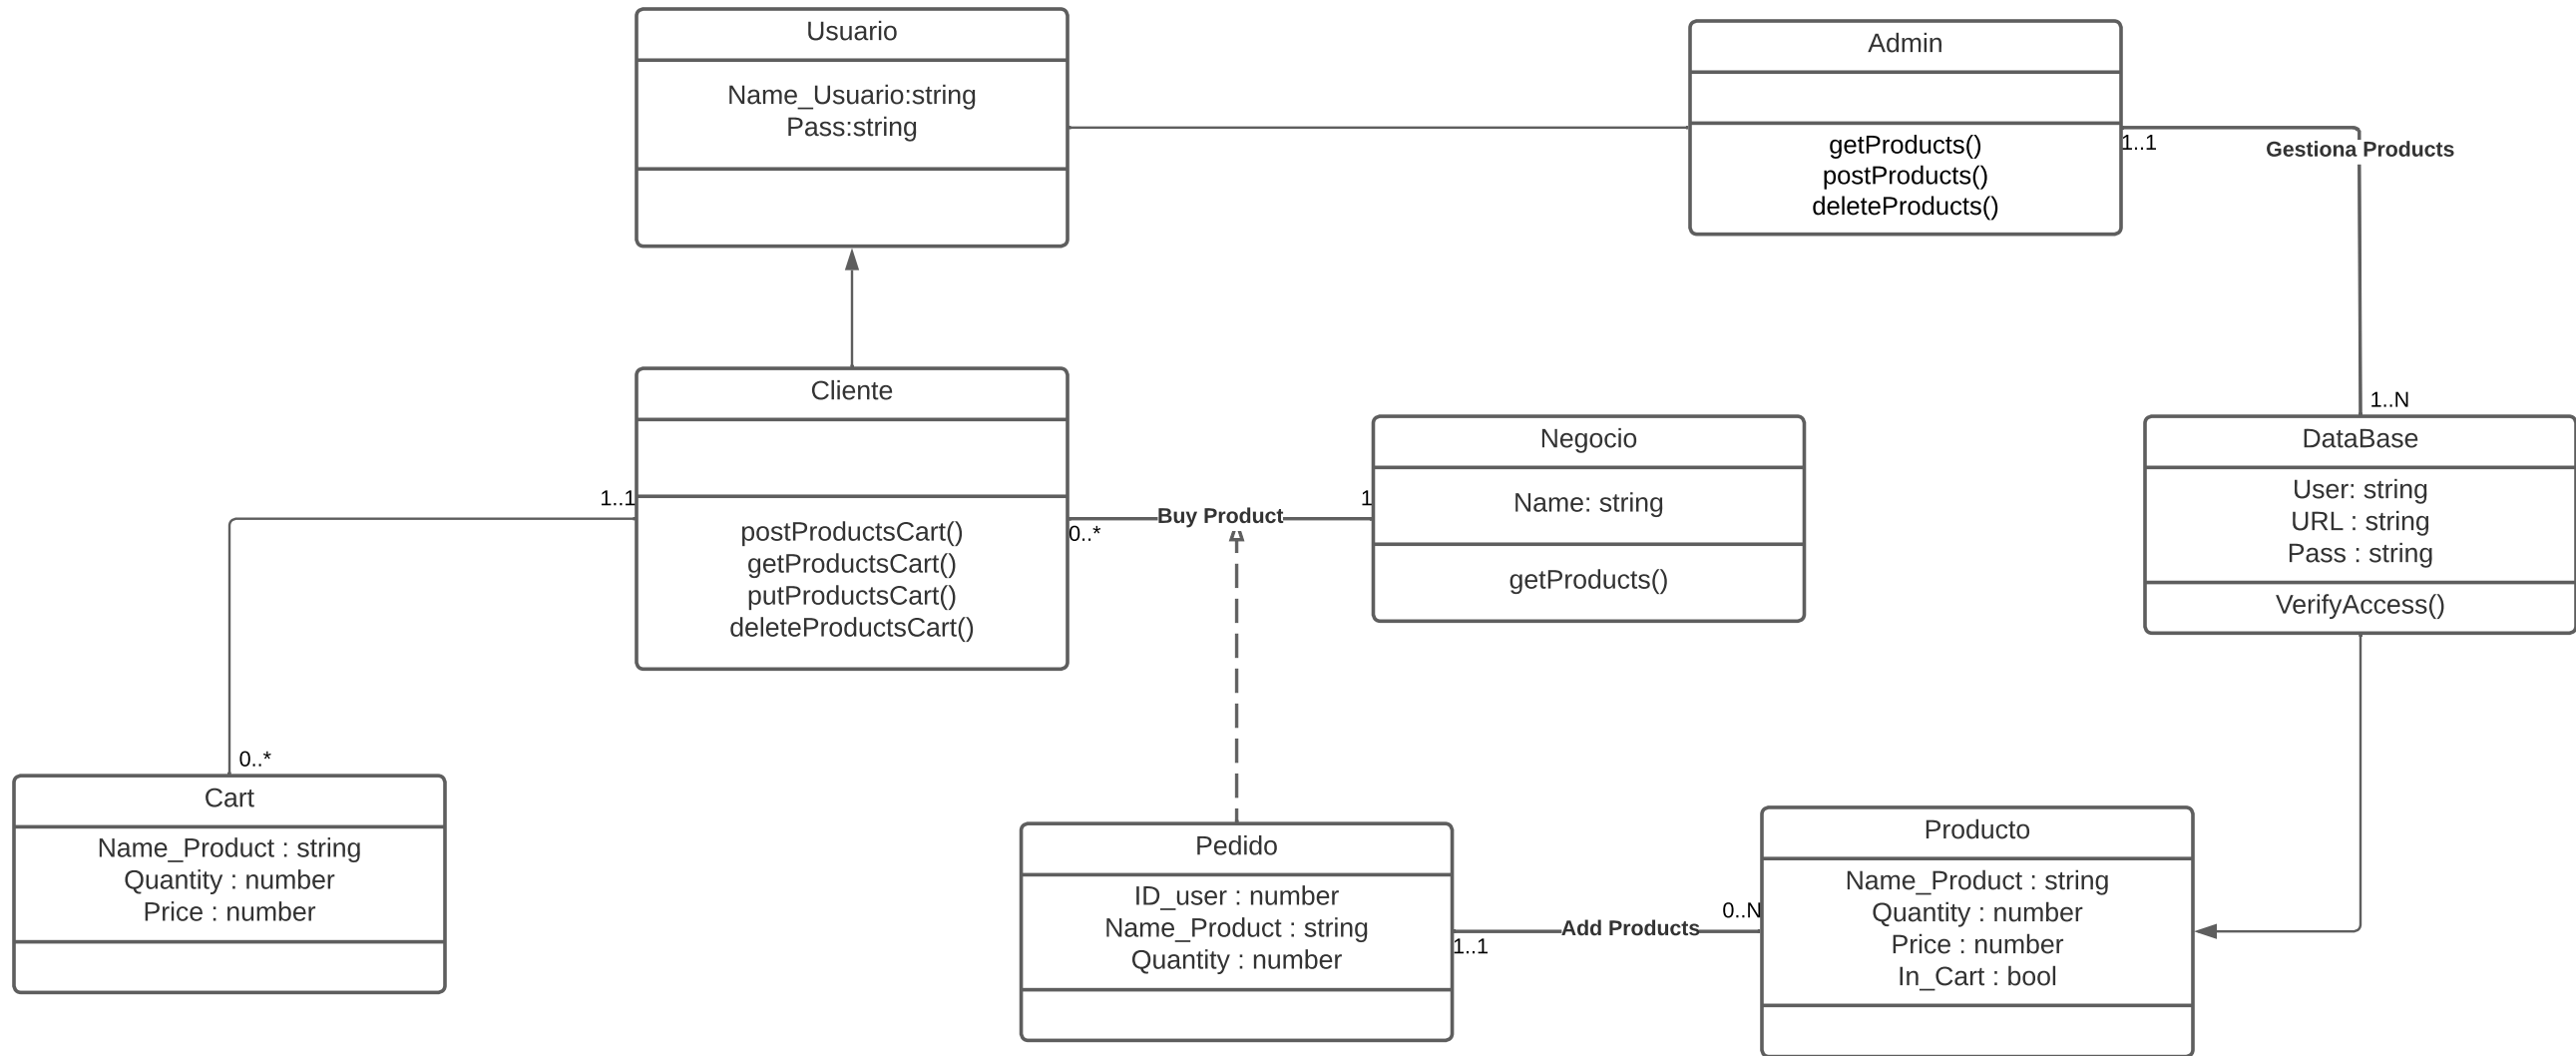 Usuario
Name_Usuario:string
Pass:string
Admin
getProducts()
postProducts()
deleteProducts()
1..1
Gestiona Products
1..N
Cliente
postProductsCart()
getProductsCart()
putProductsCart()
deleteProductsCart()
1..1
0..*
0..*
Buy Product
1
Negocio
Name: string
getProducts()
DataBase
User: string
URL : string
Pass : string
VerifyAccess()
Cart
Name_Product : string
Quantity : number
Price : number
Pedido
ID_user : number
Name_Product : string
Quantity : number
1..1
Add Products
0..N
Producto
Name_Product : string
Quantity : number
Price : number
In_Cart : bool